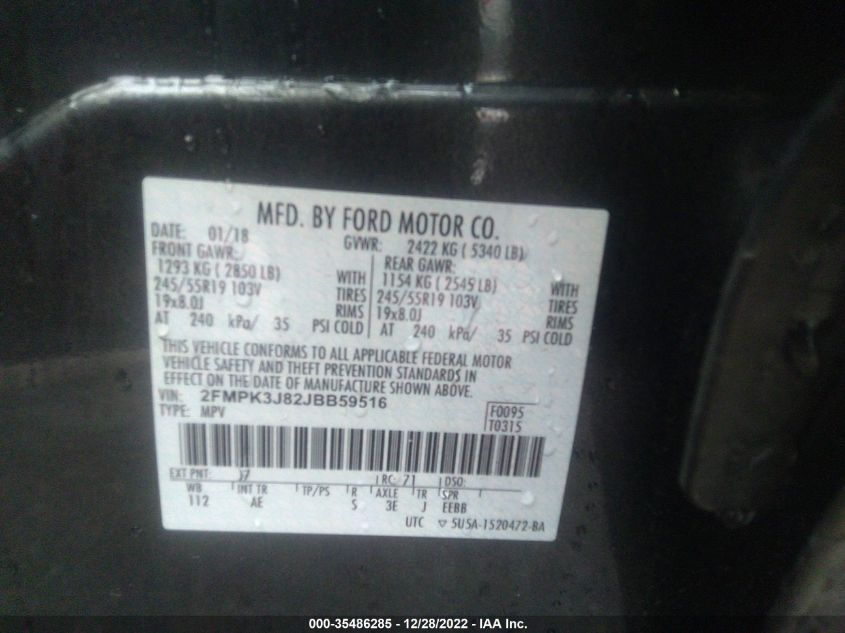 MFD. BY FORD MOTOR CO.
DATE: 01/18 GVWR: 2422 KG ( 5340 LB)
FRONT GAWR: REAR GAWR:
1293 KG ( 2850 LB) WITH 1154 KG ( 2545 LB) WITH
245/55R19 103V TIRES 245/55R19 103V TIRES
19x8.0J RIMS 19x8.0J RIMS
AT 240 kPa/ 35 PSI COLD AT 240 kPa/ 35 PSI COLD
THIS VEHICLE CONFORMS TO ALL APPLICABLE FEDERAL MOTOR
VEHICLE SAFETY AND THEFT PREVENTION STANDARDS IN
EFFECT ON THE DATE OF MANUFACTURE SHOWN ABOVE.
VIN: 2FMPK3J82JBB59516
TYPE: MPV
F0095
T0315
EXT PNT: RC: 71 DSO:
WB INT TR TP/PS R AXLE TR SPR
112 AE S 3E J EEBB
UTC ▽ 5U5A-1520472-BA
000-35486285 - 12/28/2022 - IAA Inc.